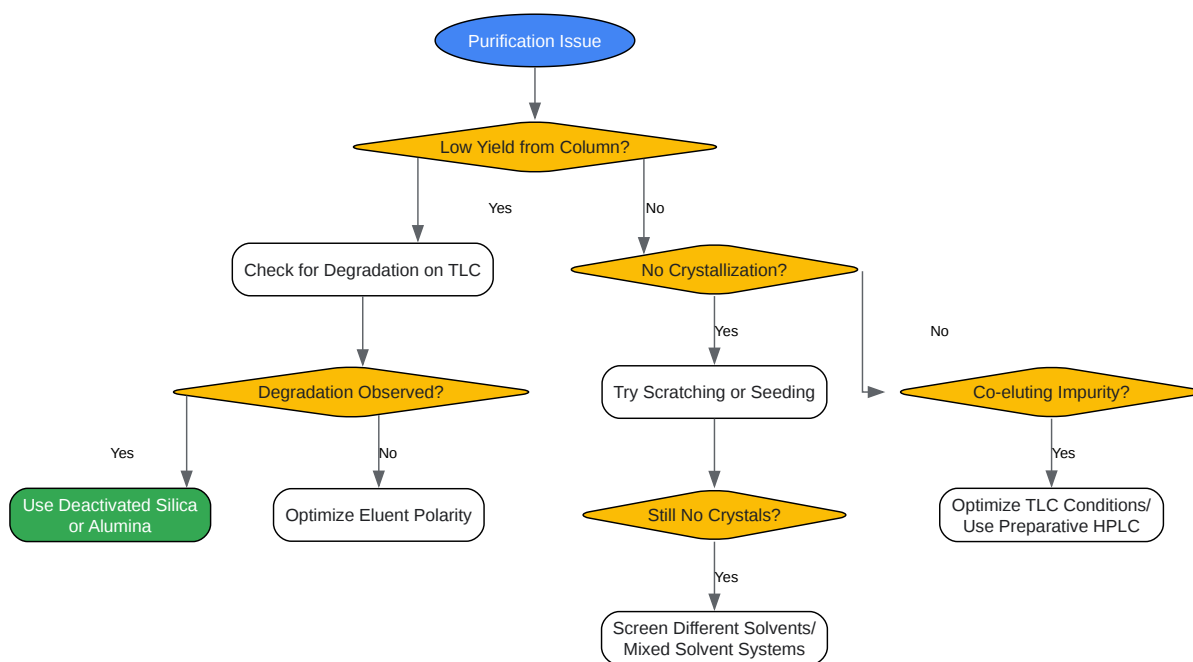 Purification Issue
Low Yield from Column?
Yes
No
Check for Degradation on TLC
No Crystallization?
Yes
No
Degradation Observed?
Try Scratching or Seeding
Co-eluting Impurity?
Yes
No
Yes
Use Deactivated Silica
or Alumina
Optimize Eluent Polarity
Still No Crystals?
Optimize TLC Conditions/
Use Preparative HPLC
Yes
Screen Different Solvents/
Mixed Solvent Systems